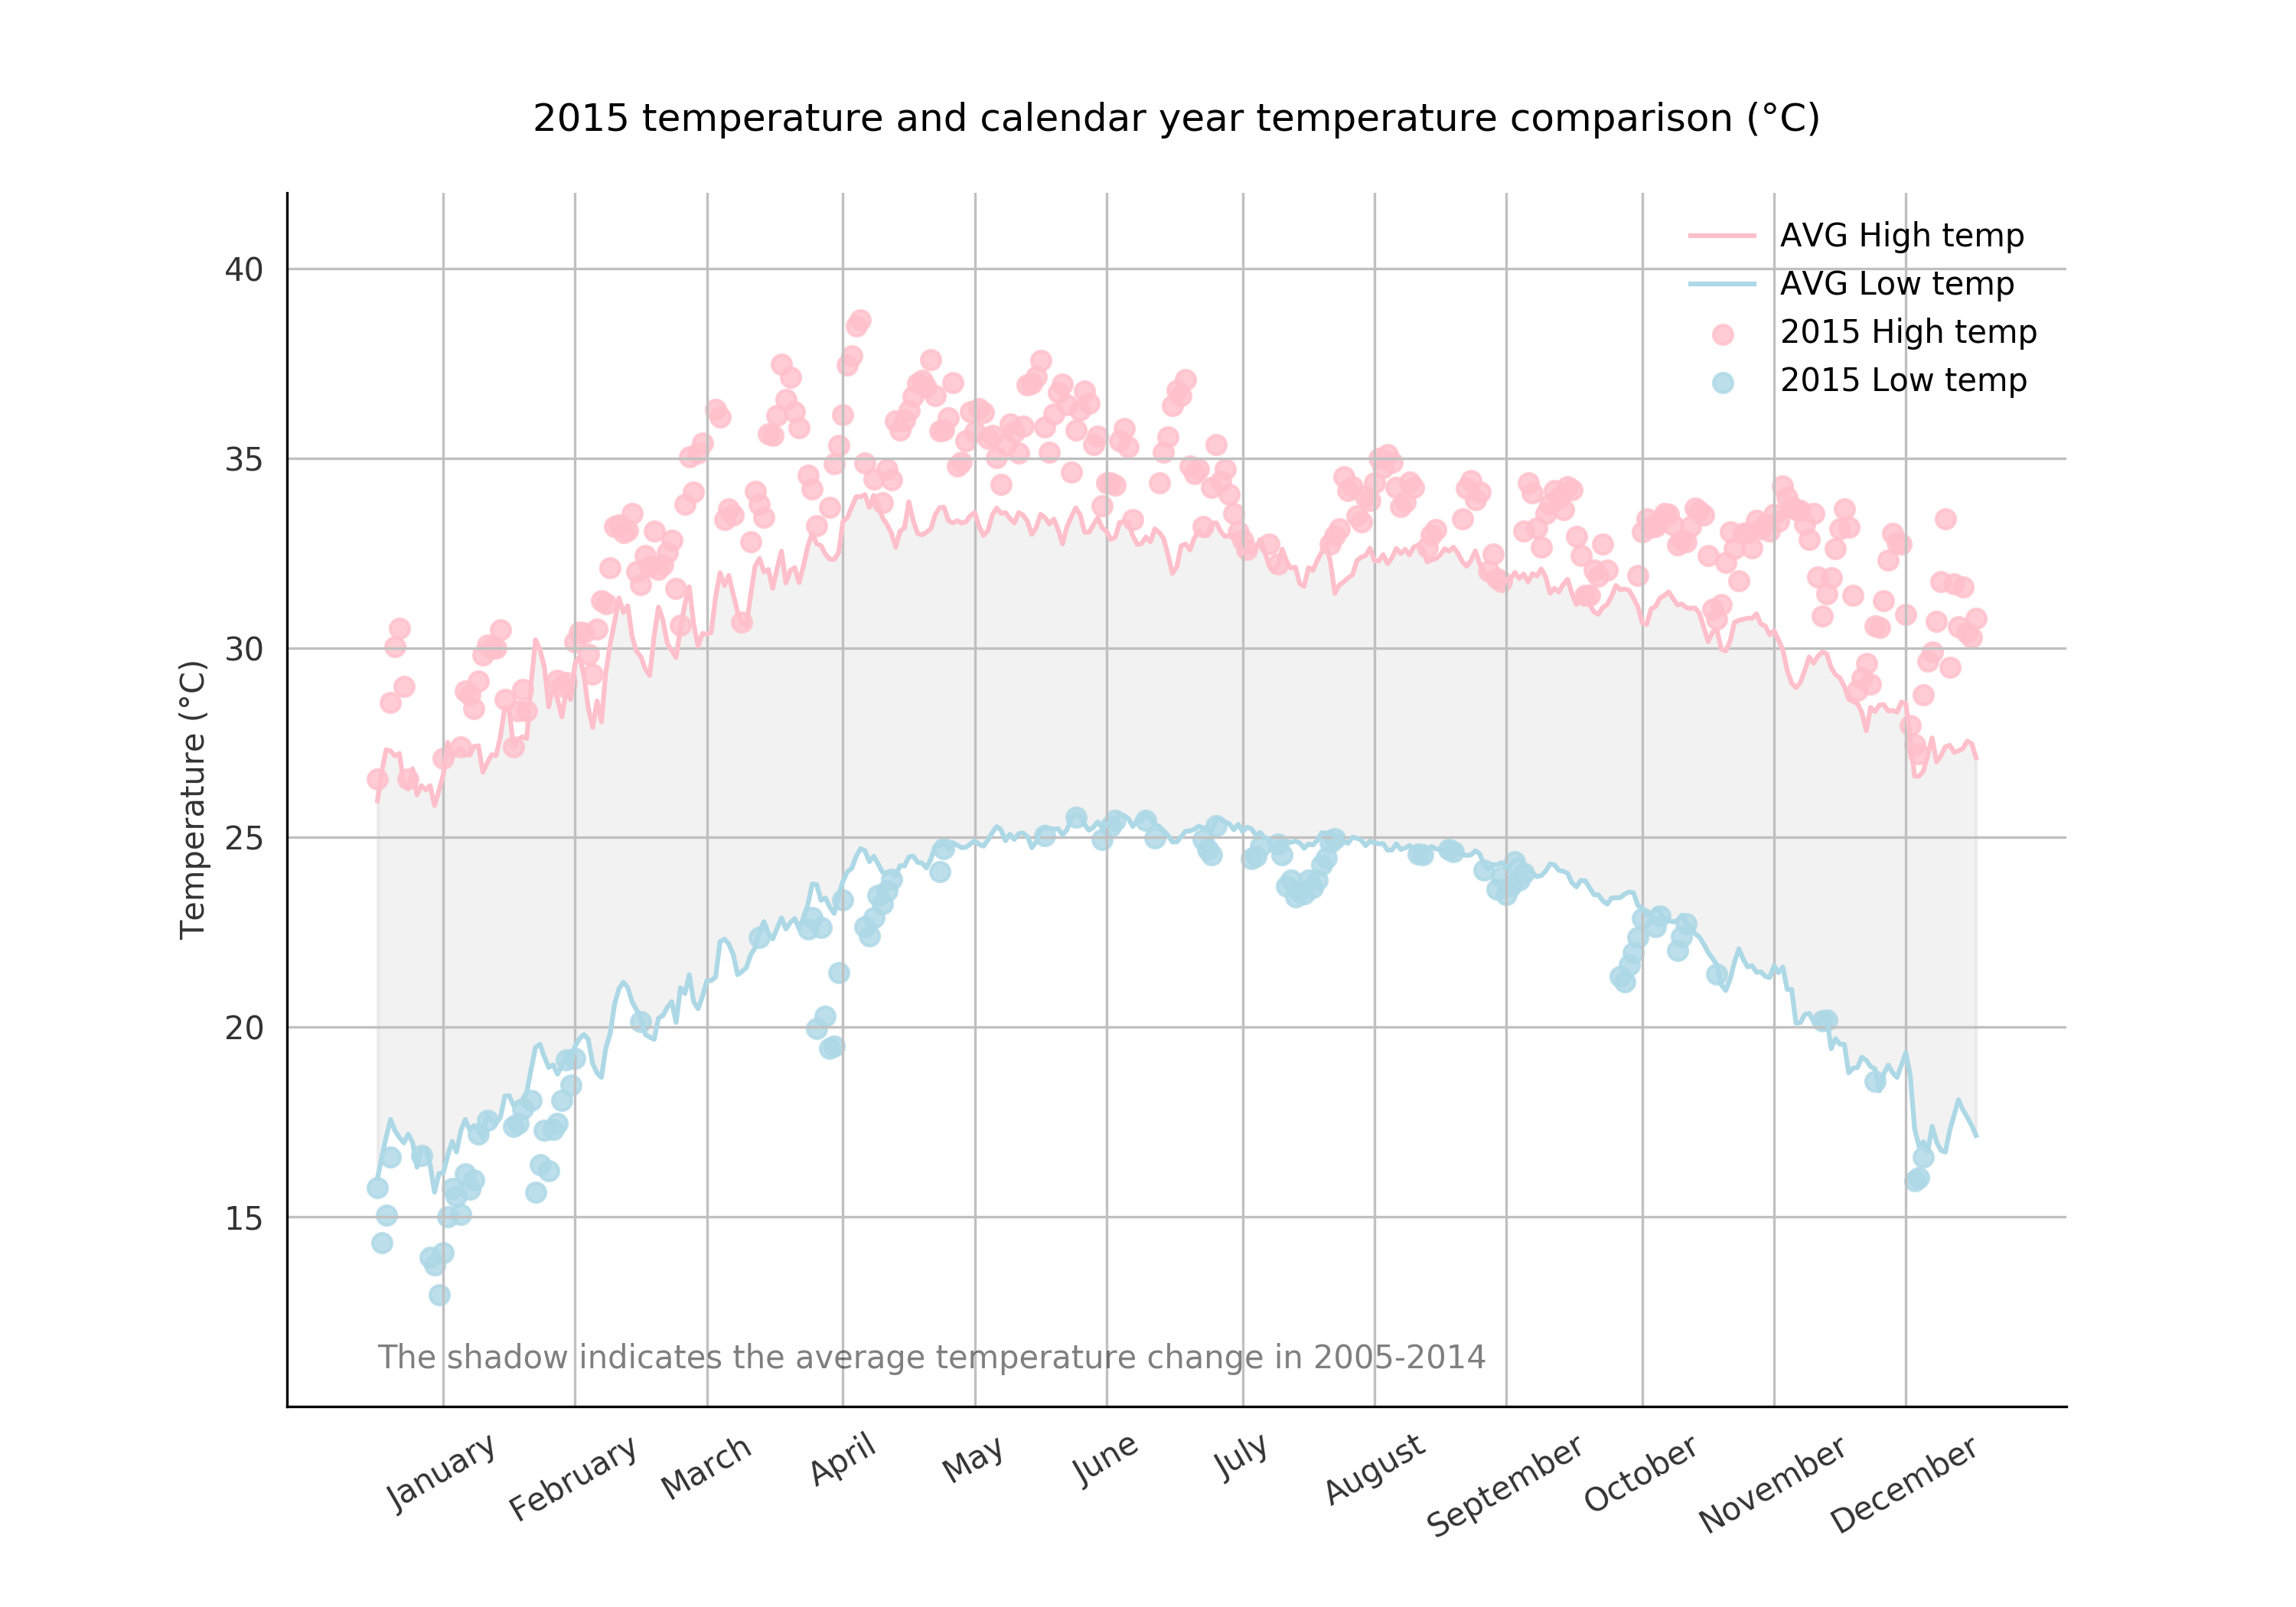 2015 temperature and calendar year temperature comparison (°C)
AVG High temp
AVG Low temp
2015 High temp
2015 Low temp
40
35
30
25
20
15
Temperature (°C)
The shadow indicates the average temperature change in 2005-2014
January
February
March
April
May
June
July
August
September
October
November
December